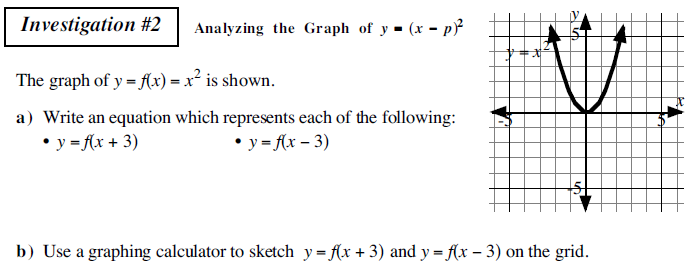 Investigation #2 Analyzing the Graph of y = (x - p)²
The graph of y = f(x) = x² is shown.
a) Write an equation which represents each of the following:
• y = f(x + 3) • y = f(x – 3)
y
5
y = x²
x
-5 5
-5
b) Use a graphing calculator to sketch y = f(x + 3) and y = f(x – 3) on the grid.